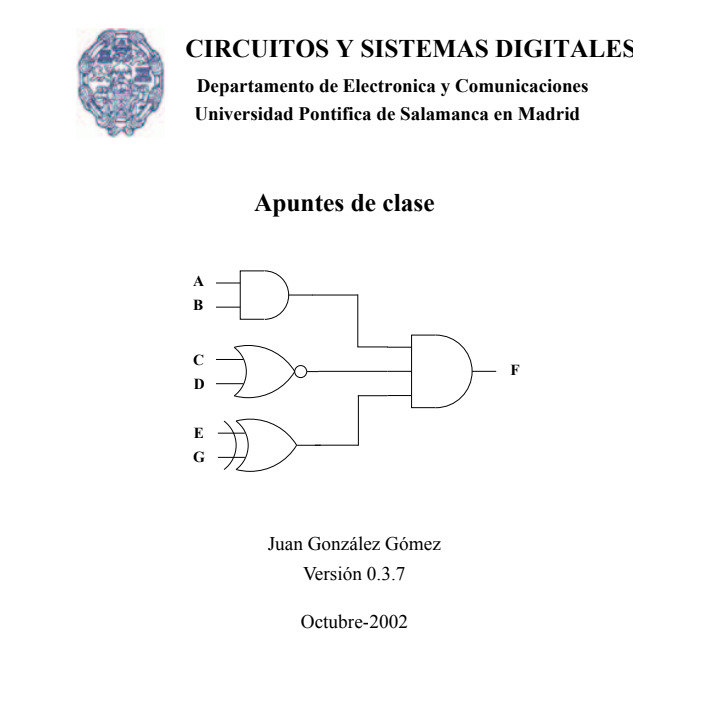 CIRCUITOS Y SISTEMAS DIGITALES
Departamento de Electronica y Comunicaciones
Universidad Pontifica de Salamanca en Madrid
Apuntes de clase
A
B
C
D
E
G
F
Juan González Gómez
Versión 0.3.7
Octubre-2002